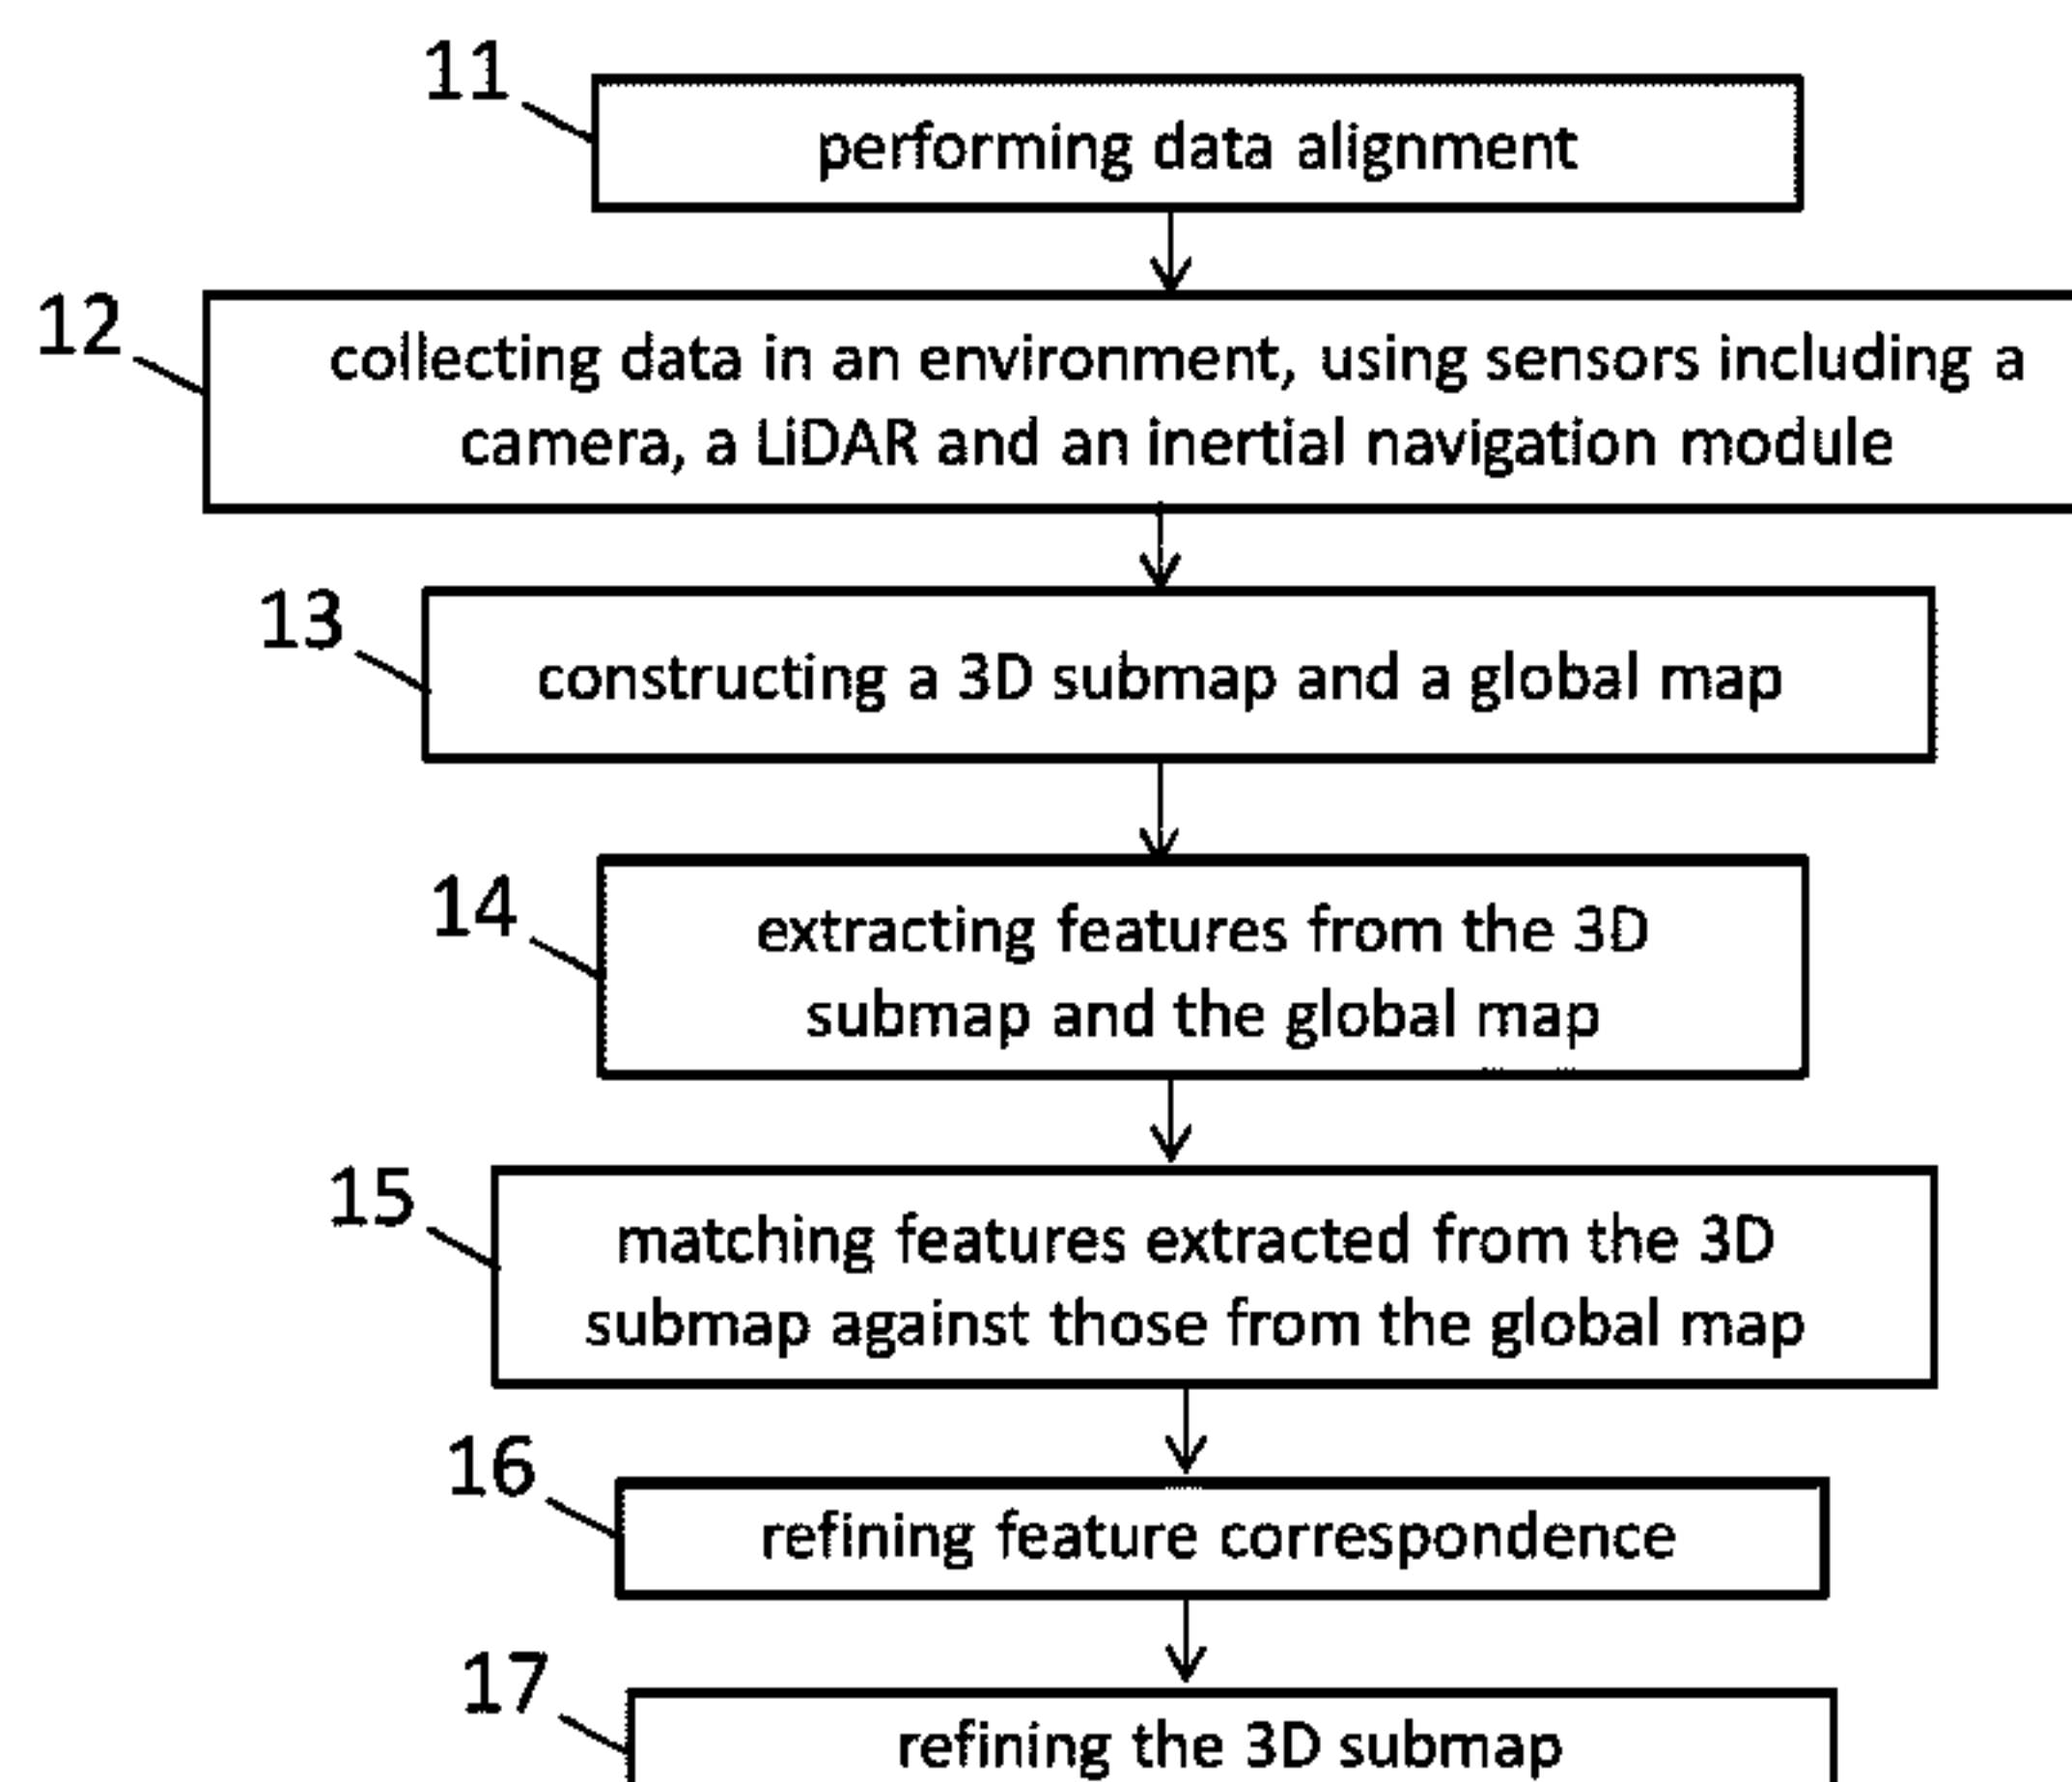 11
performing data alignment
12
collecting data in an environment, using sensors including a
camera, a LiDAR and an inertial navigation module
13
constructing a 3D submap and a global map
14
extracting features from the 3D
submap and the global map
15
matching features extracted from the 3D
submap against those from the global map
16
refining feature correspondence
17
refining the 3D submap